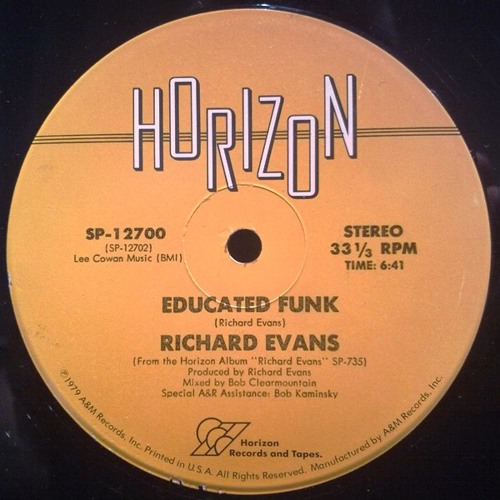 HORIZON
SP-12700
(SP-12702)
Lee Cowan Music (BMI)
STEREO
33 1/3 RPM
TIME: 6:41
EDUCATED FUNK
(Richard Evans)
RICHARD EVANS
(From the Horizon Album "Richard Evans" SP-735)
Produced by Richard Evans
Mixed by Bob Clearmountain
Special A&R Assistance: Bob Kaminsky
Horizon
Records and Tapes.
℗1979 A&M Records, Inc. Printed in U.S.A. All Rights Reserved. Manufactured by A&M Records, Inc.